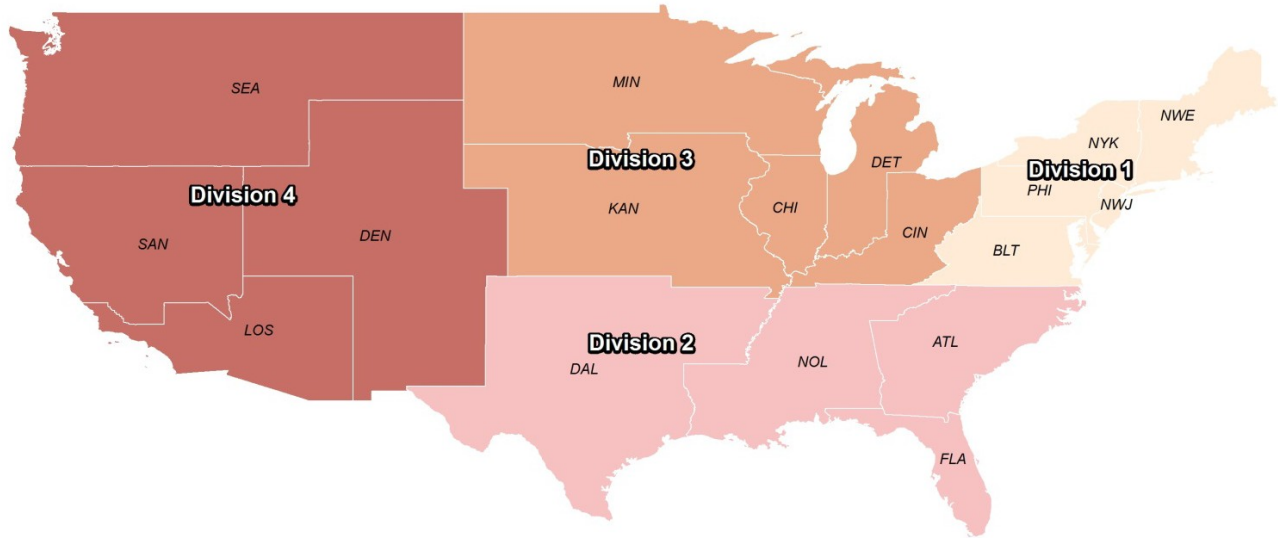 SEA
MIN
NWE
NYK
Division 3
DET
Division 1
Division 4
PHI
CHI
KAN
NWJ
DEN
CIN
SAN
BLT
LOS
Division 2
ATL
DAL
NOL
FLA